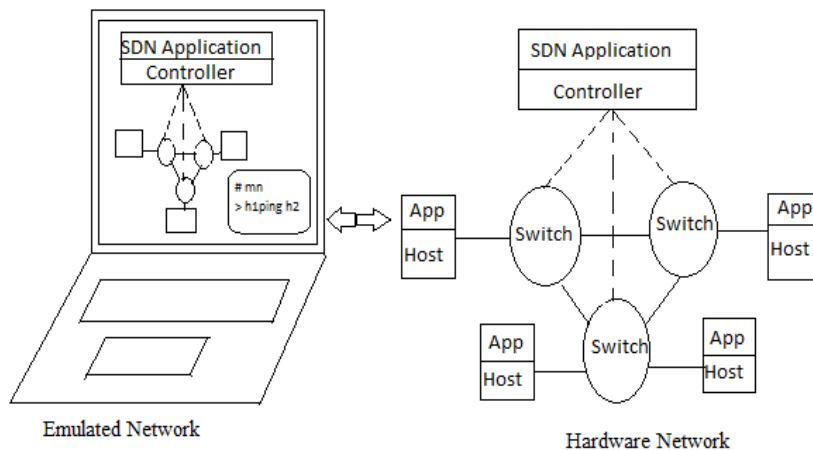 SDN Application
Controller
# mn
> h1ping h2
Emulated Network
SDN Application
Controller
App
Host
Switch
Switch
App
Host
App
Host
Switch
App
Host
Hardware Network